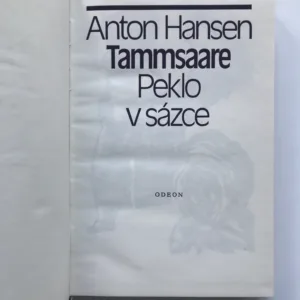 Anton Hansen
Tammsaare
Peklo
v sázce
ODEON